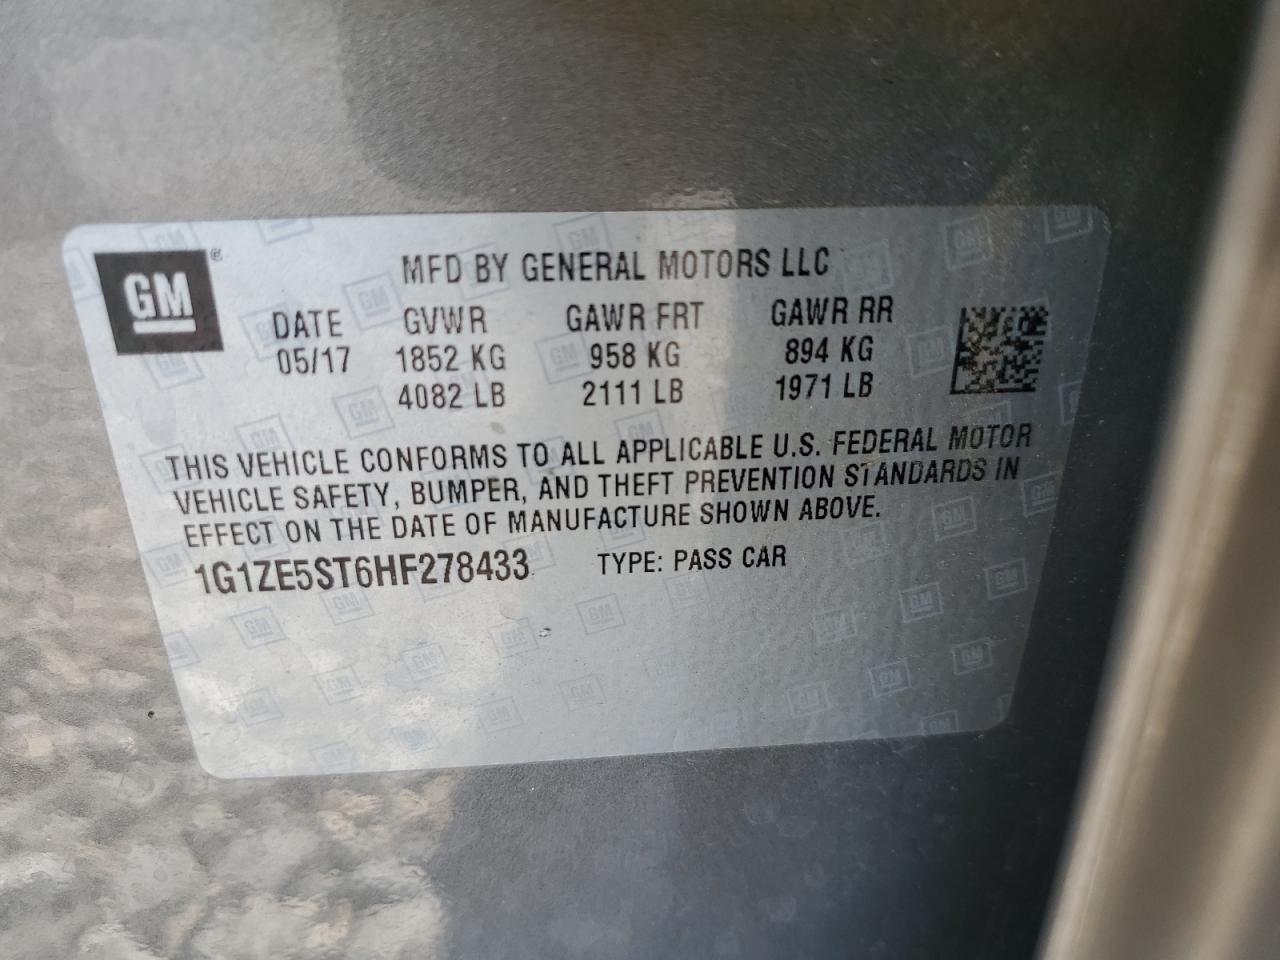 GM ®
MFD BY GENERAL MOTORS LLC
DATE GVWR GAWR FRT GAWR RR
05/17 1852 KG 958 KG 894 KG
4082 LB 2111 LB 1971 LB
THIS VEHICLE CONFORMS TO ALL APPLICABLE U.S. FEDERAL MOTOR
VEHICLE SAFETY, BUMPER, AND THEFT PREVENTION STANDARDS IN
EFFECT ON THE DATE OF MANUFACTURE SHOWN ABOVE.
1G1ZE5ST6HF278433 TYPE: PASS CAR